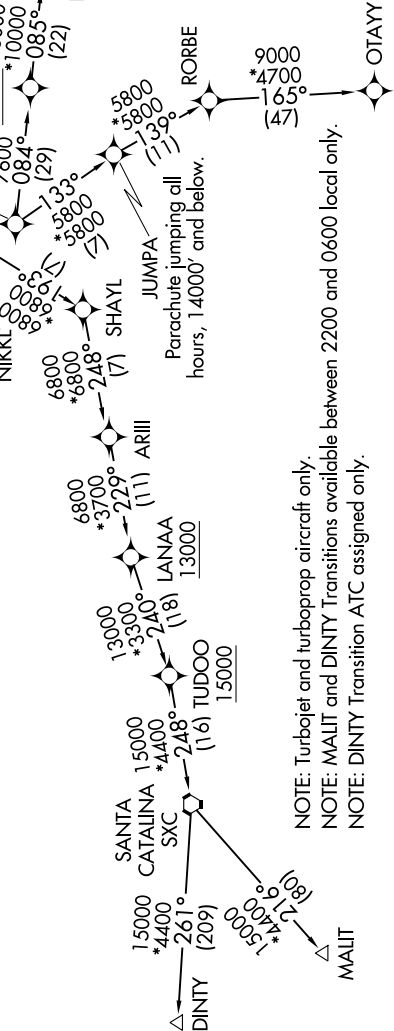 *10000
085°
(22)
084°
(29)
133°
5800
*5800
(7)
5800
*5800
139°
(11)
RORBE
9000
*4700
165°
(47)
OTAYY
JUMPA
Parachute jumping all
hours, 14000' and below.
NIKKL
6800
*6800
193°
SHAYL
6800
*6800
248°
(7)
ARIII
6800
*3700
229°
(11)
LANAA
13000
13000
*3300
240°
(18)
TUDOO
15000
15000
*4400
248°
(16)
SANTA
CATALINA
SXC
15000
*4400
261°
(209)
DINTY
15000
*4400
216°
(80)
MALIT
NOTE: Turbojet and turboprop aircraft only.
NOTE: MALIT and DINTY Transitions available between 2200 and 0600 local only.
NOTE: DINTY Transition ATC assigned only.